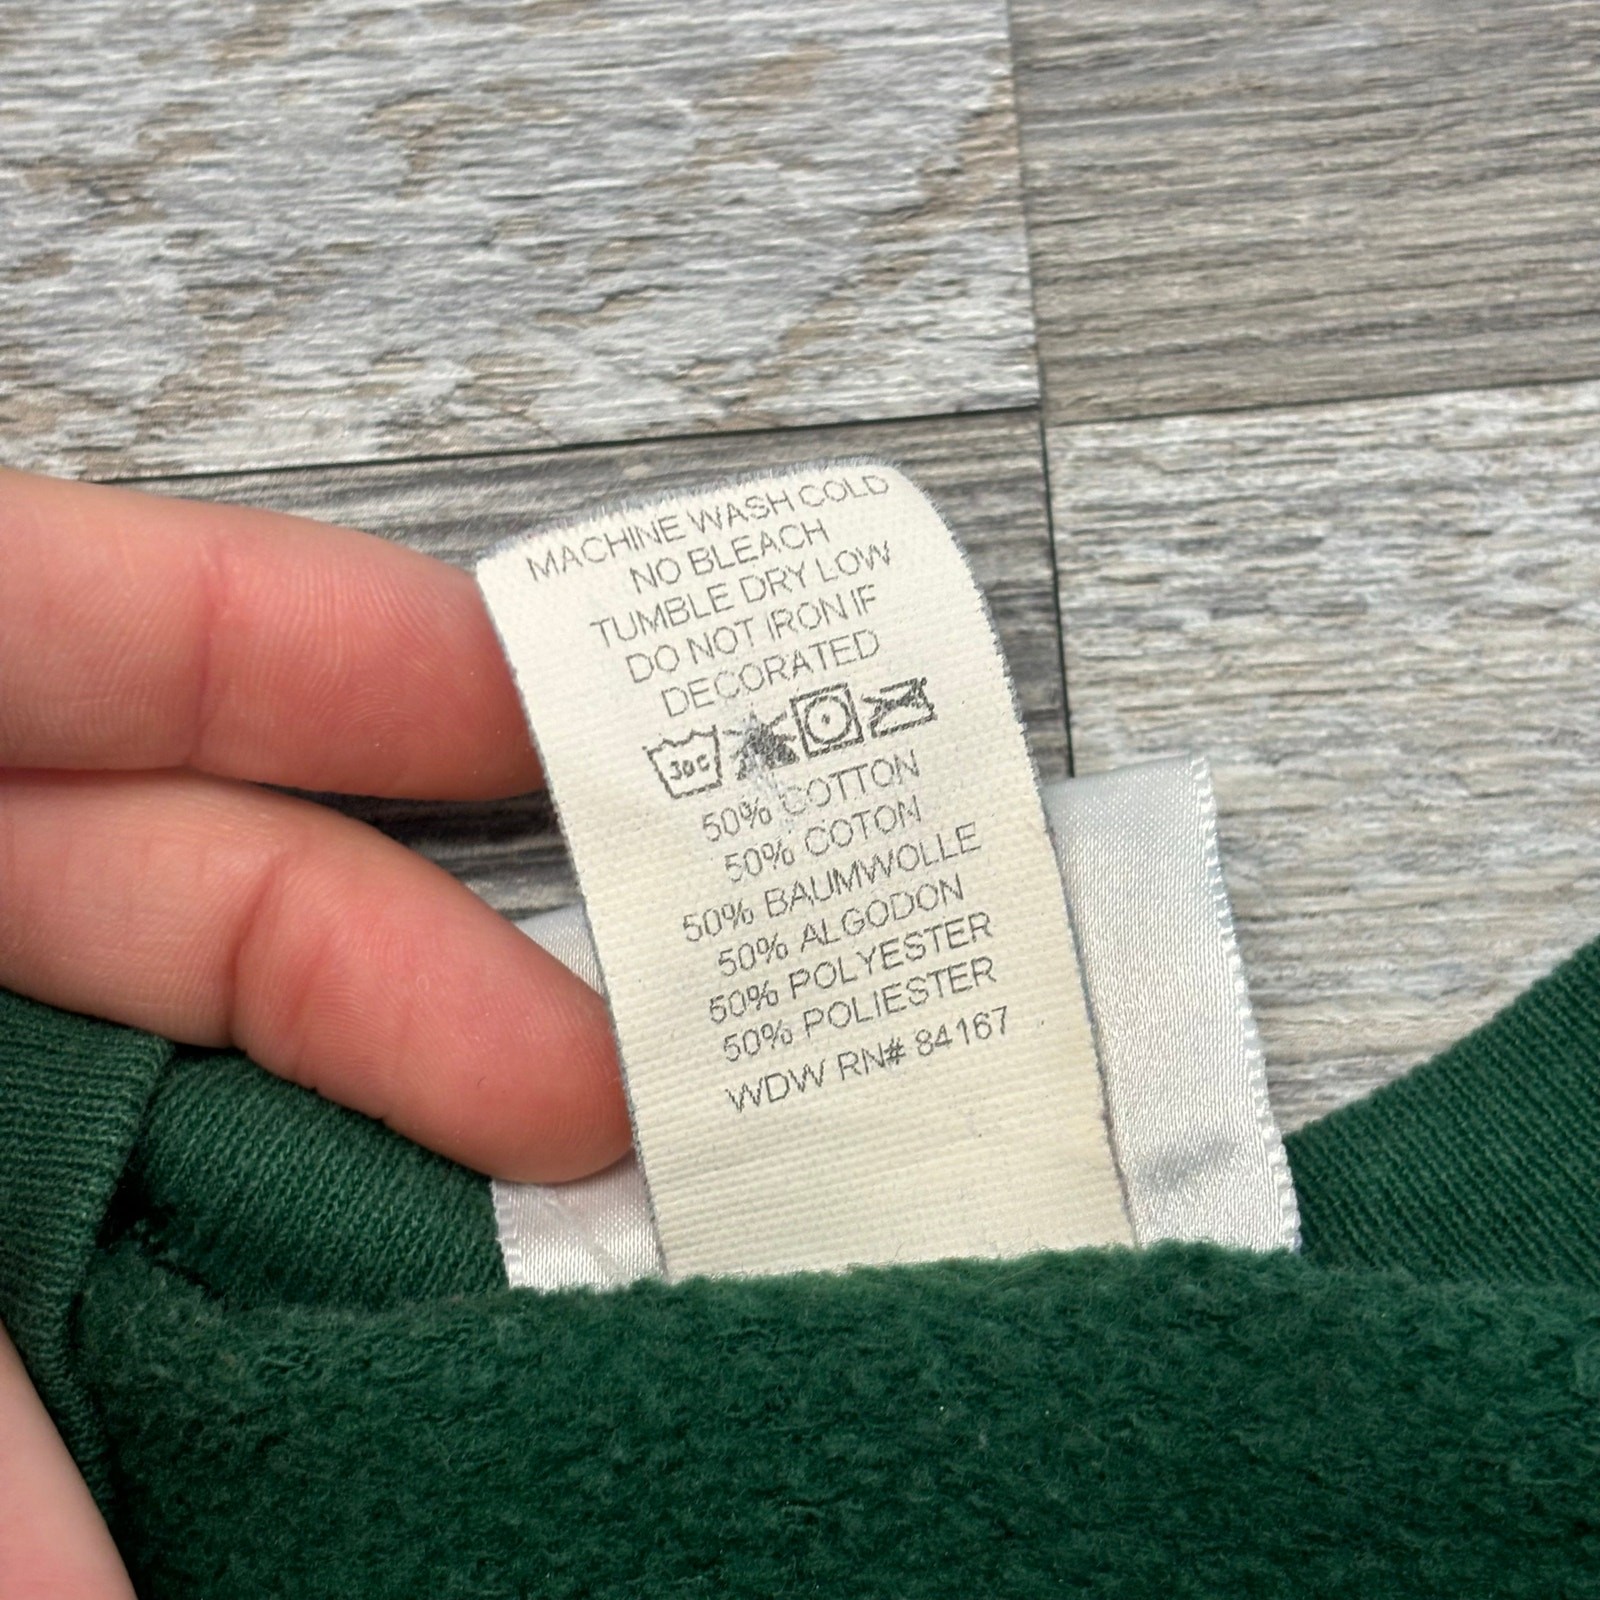 MACHINE WASH COLD
NO BLEACH
TUMBLE DRY LOW
DO NOT IRON IF
DECORATED
30C
50% COTTON
50% COTON
50% BAUMWOLLE
50% ALGODON
50% POLYESTER
50% POLIESTER
WDW RN# 84167